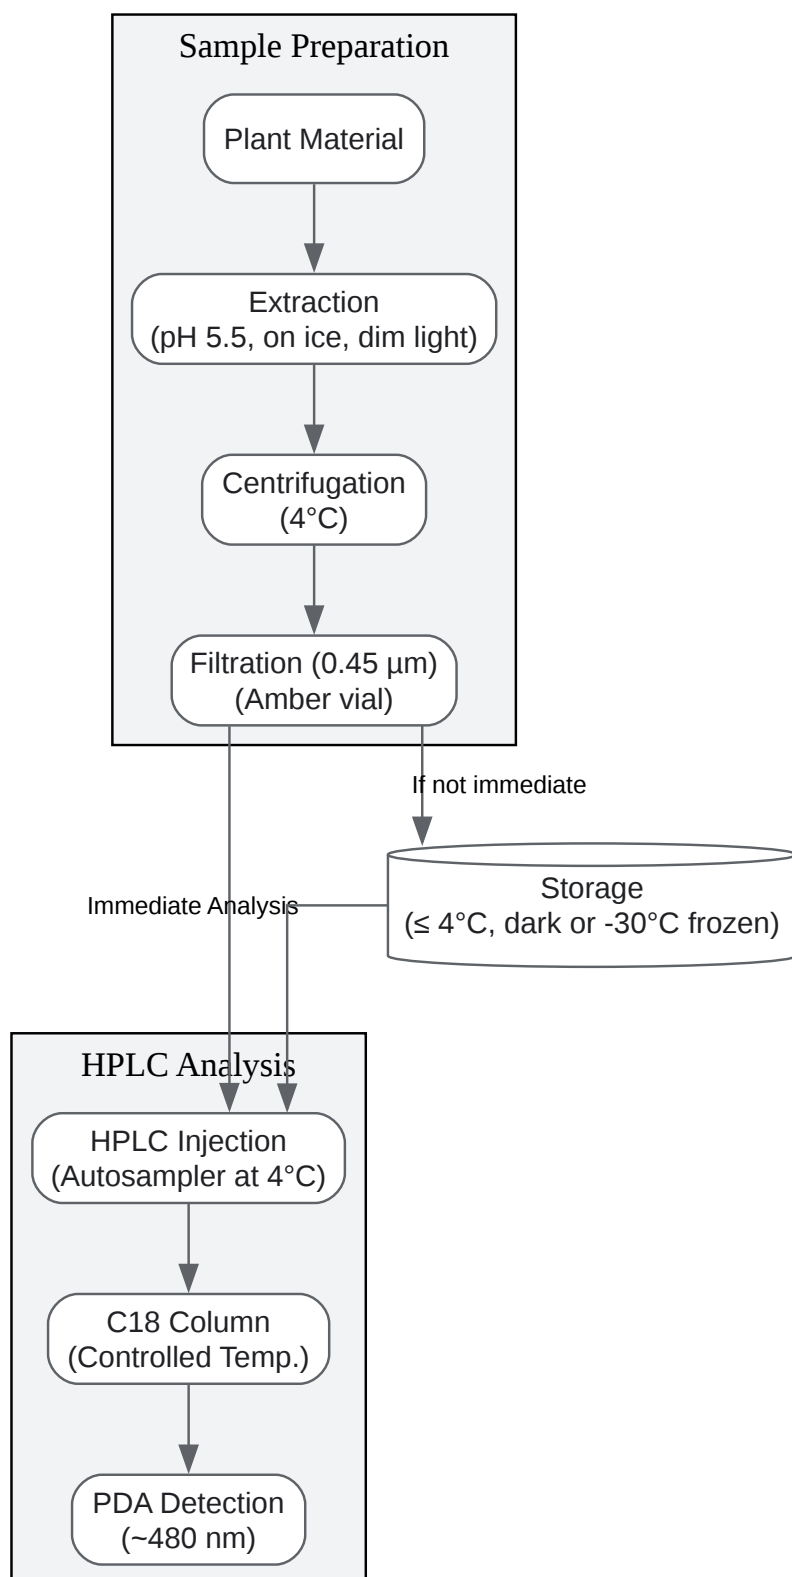 Sample Preparation
Plant Material
Extraction
(pH 5.5, on ice, dim light)
Centrifugation
(4°C)
Filtration (0.45 µm)
(Amber vial)
If not immediate
Storage
(≤ 4°C, dark or -30°C frozen)
Immediate Analysis
HPLC Analysis
HPLC Injection
(Autosampler at 4°C)
C18 Column
(Controlled Temp.)
PDA Detection
(~480 nm)